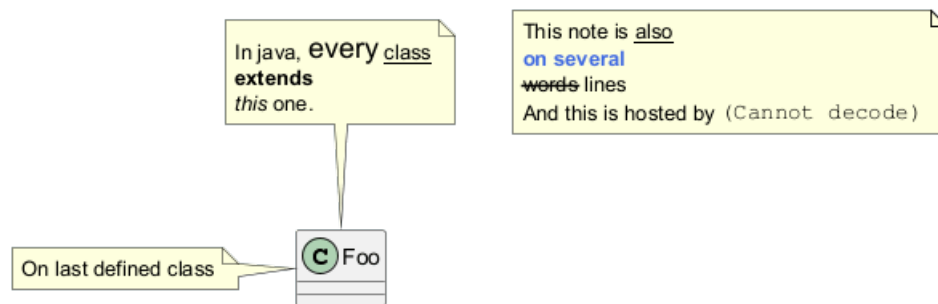 In java, every class
extends
this one.
This note is also
on several
words lines
And this is hosted by (Cannot decode)
C Foo
On last defined class